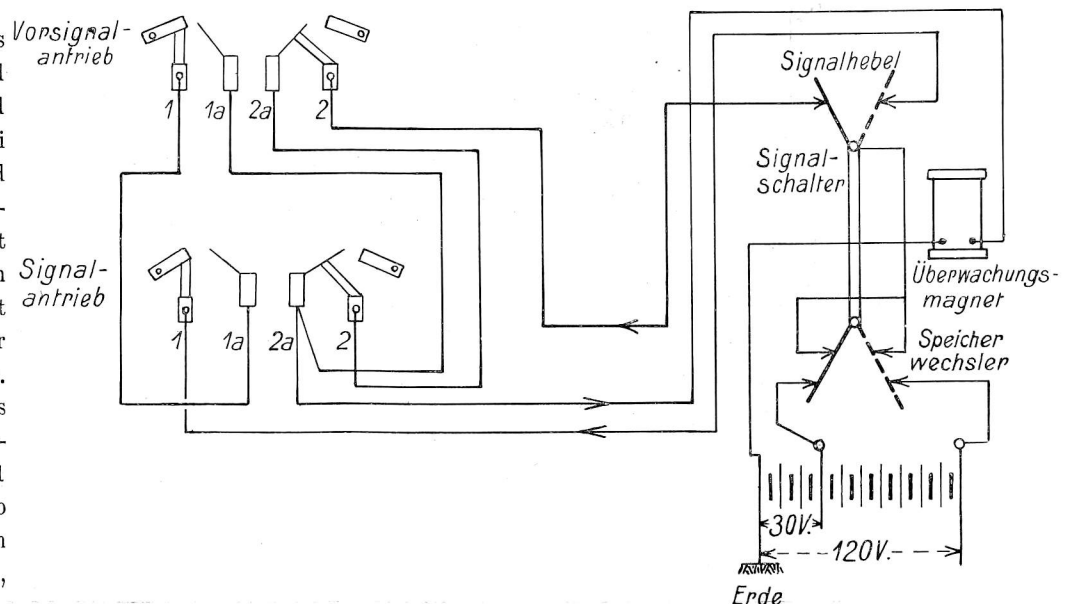 Vorsignal-
antrieb
1
1a
2a
2
Signal-
antrieb
1
1a
2a
2
Signalhebel
Signal-
schalter
Überwachungs-
magnet
Speicher
wechsler
30V.
120V.
Erde